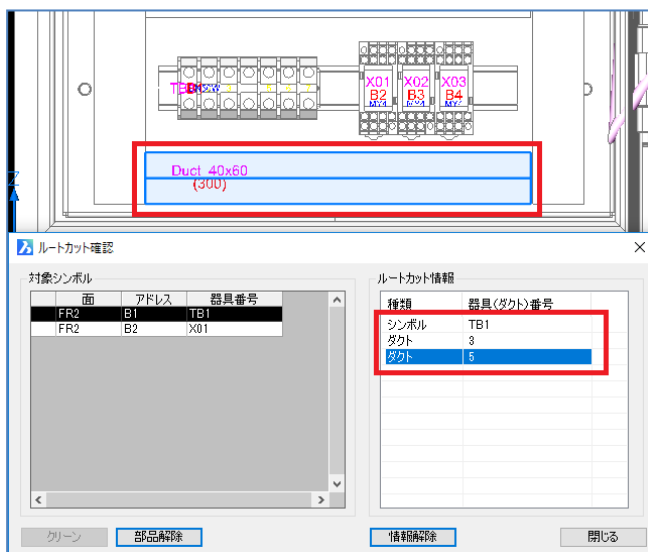 X01 X02 X03
B2 B3 B4
Duct 40x60
(300)
Z
ルートカット確認
対象シンボル
面 アドレス 器具番号
FR2 B1 TB1
FR2 B2 X01
ルートカット情報
種類 器具(ダクト)番号
シンボル TB1
ダクト 3
ダクト 5
クリーン 部品解除 情報解除 閉じる